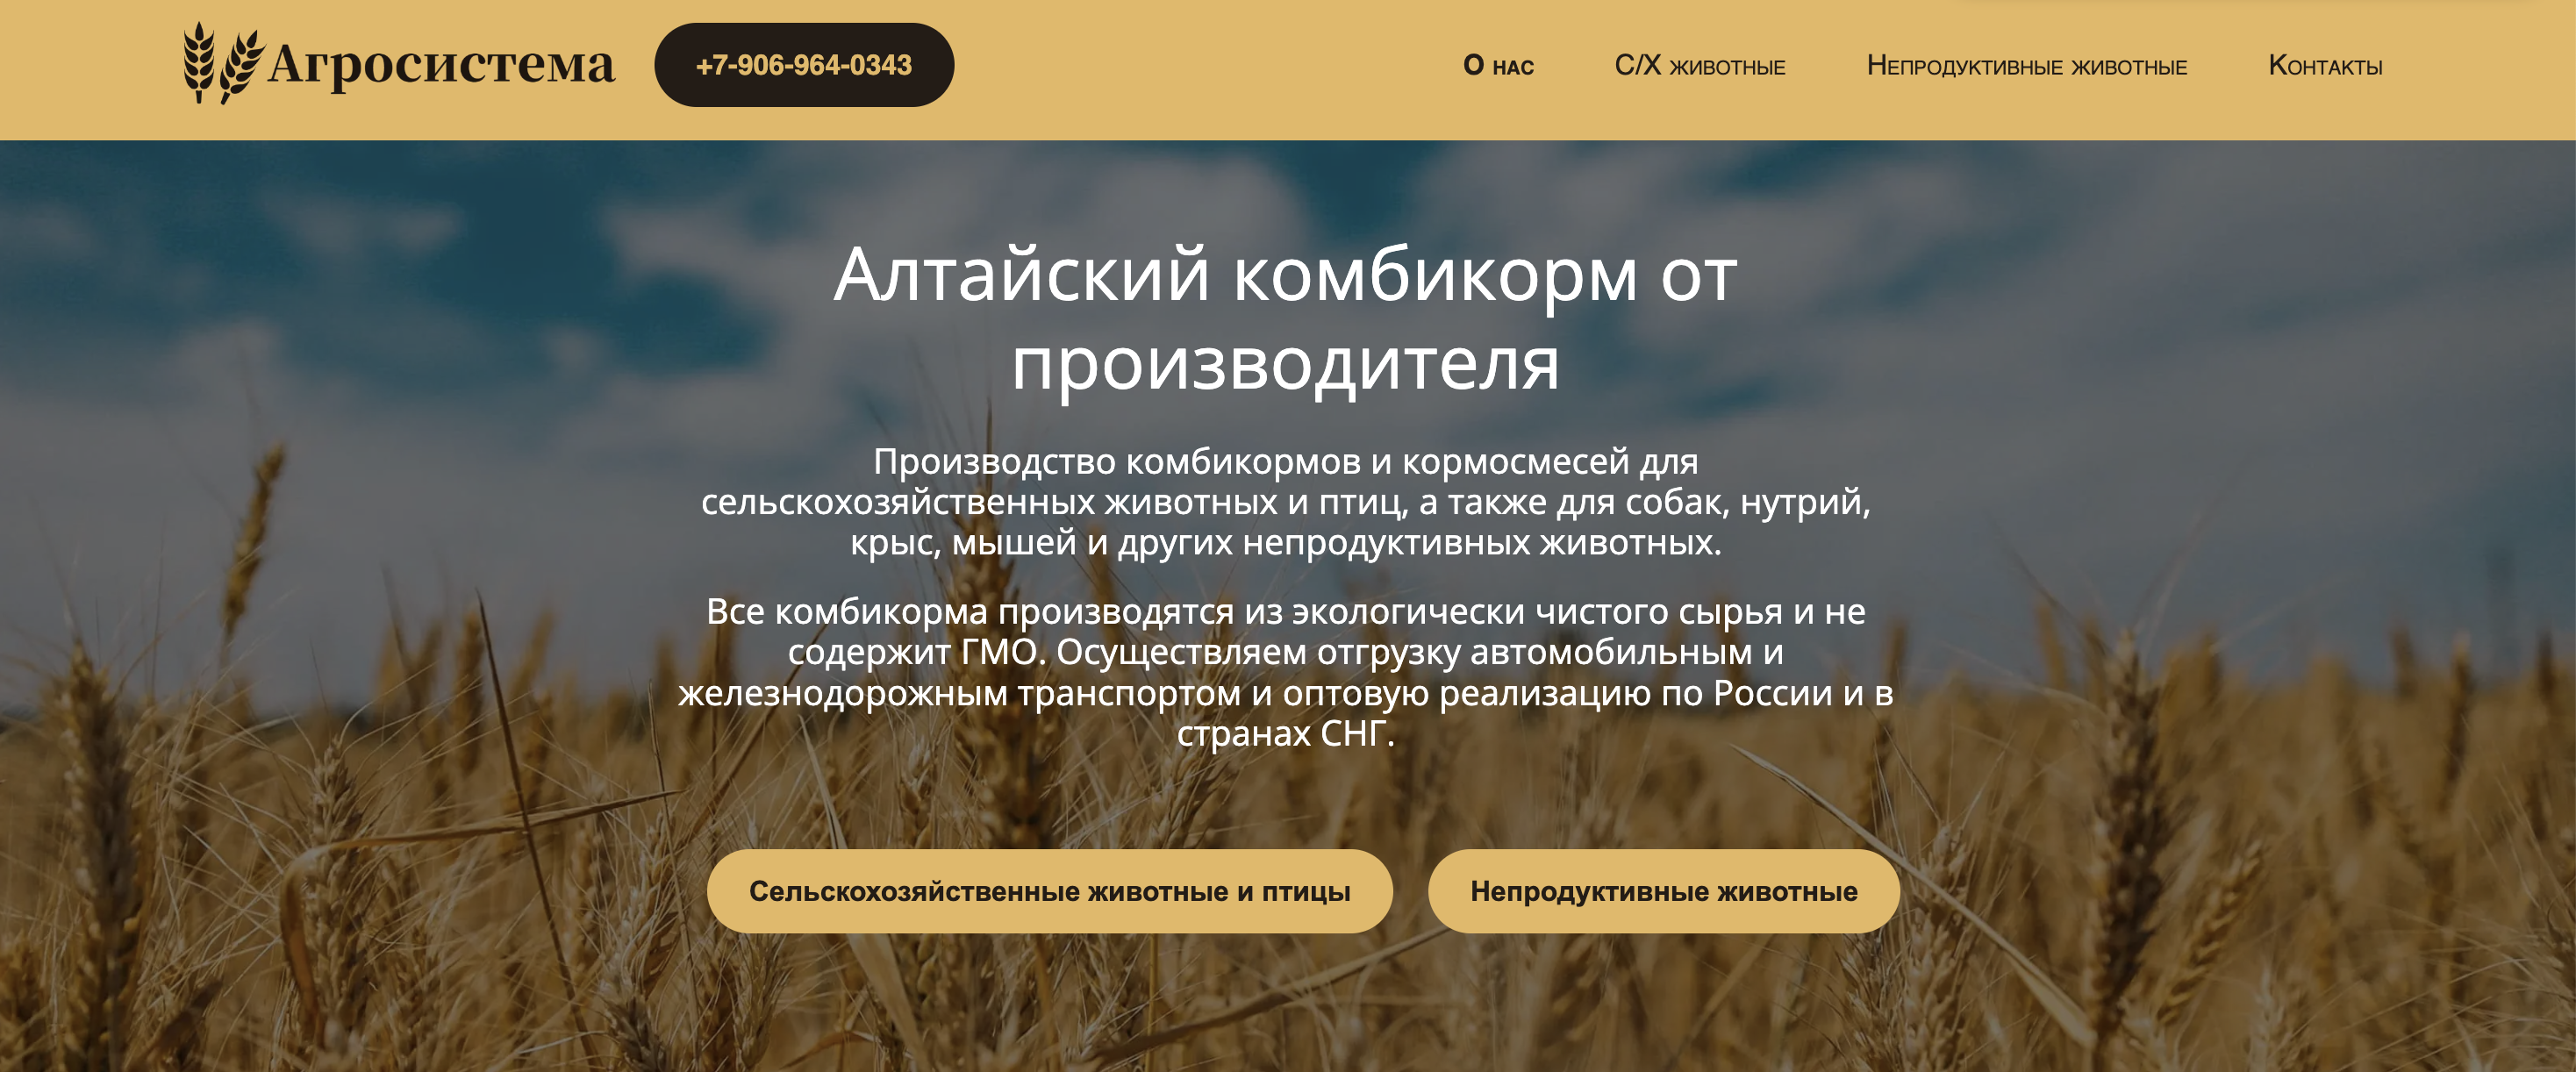 Агросистема
+7-906-964-0343
О нас
С/Х животные
Непродуктивные животные
Контакты
Алтайский комбикорм от
производителя
Производство комбикормов и кормосмесей для
сельскохозяйственных животных и птиц, а также для собак, нутрий,
крыс, мышей и других непродуктивных животных.
Все комбикорма производятся из экологически чистого сырья и не
содержит ГМО. Осуществляем отгрузку автомобильным и
железнодорожным транспортом и оптовую реализацию по России и в
странах СНГ.
Сельскохозяйственные животные и птицы
Непродуктивные животные